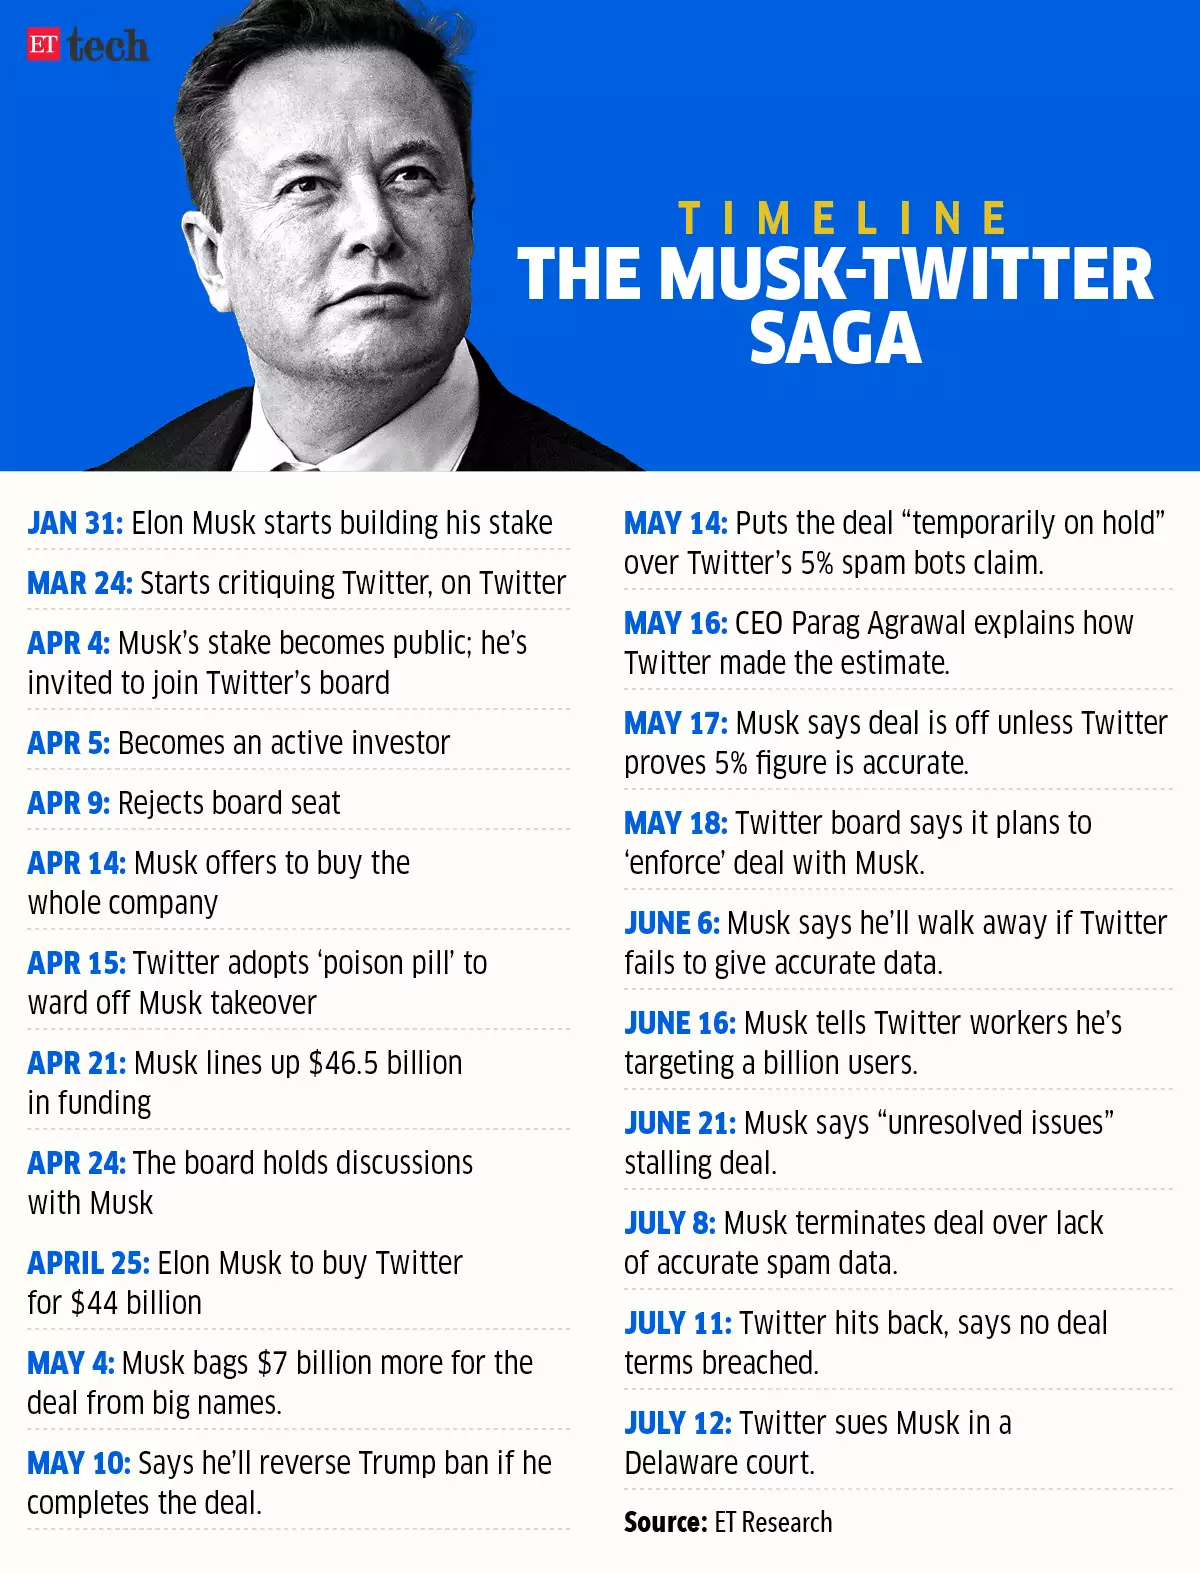 ET tech
TIMELINE
THE MUSK-TWITTER
SAGA
JAN 31: Elon Musk starts building his stake
MAR 24: Starts critiquing Twitter, on Twitter
APR 4: Musk's stake becomes public; he's
invited to join Twitter's board
APR 5: Becomes an active investor
APR 9: Rejects board seat
APR 14: Musk offers to buy the
whole company
APR 15: Twitter adopts ‘poison pill’ to
ward off Musk takeover
APR 21: Musk lines up $46.5 billion
in funding
APR 24: The board holds discussions
with Musk
APRIL 25: Elon Musk to buy Twitter
for $44 billion
MAY 4: Musk bags $7 billion more for the
deal from big names.
MAY 10: Says he'll reverse Trump ban if he
completes the deal.
MAY 14: Puts the deal “temporarily on hold”
over Twitter's 5% spam bots claim.
MAY 16: CEO Parag Agrawal explains how
Twitter made the estimate.
MAY 17: Musk says deal is off unless Twitter
proves 5% figure is accurate.
MAY 18: Twitter board says it plans to
‘enforce’ deal with Musk.
JUNE 6: Musk says he'll walk away if Twitter
fails to give accurate data.
JUNE 16: Musk tells Twitter workers he's
targeting a billion users.
JUNE 21: Musk says “unresolved issues”
stalling deal.
JULY 8: Musk terminates deal over lack
of accurate spam data.
JULY 11: Twitter hits back, says no deal
terms breached.
JULY 12: Twitter sues Musk in a
Delaware court.
Source: ET Research